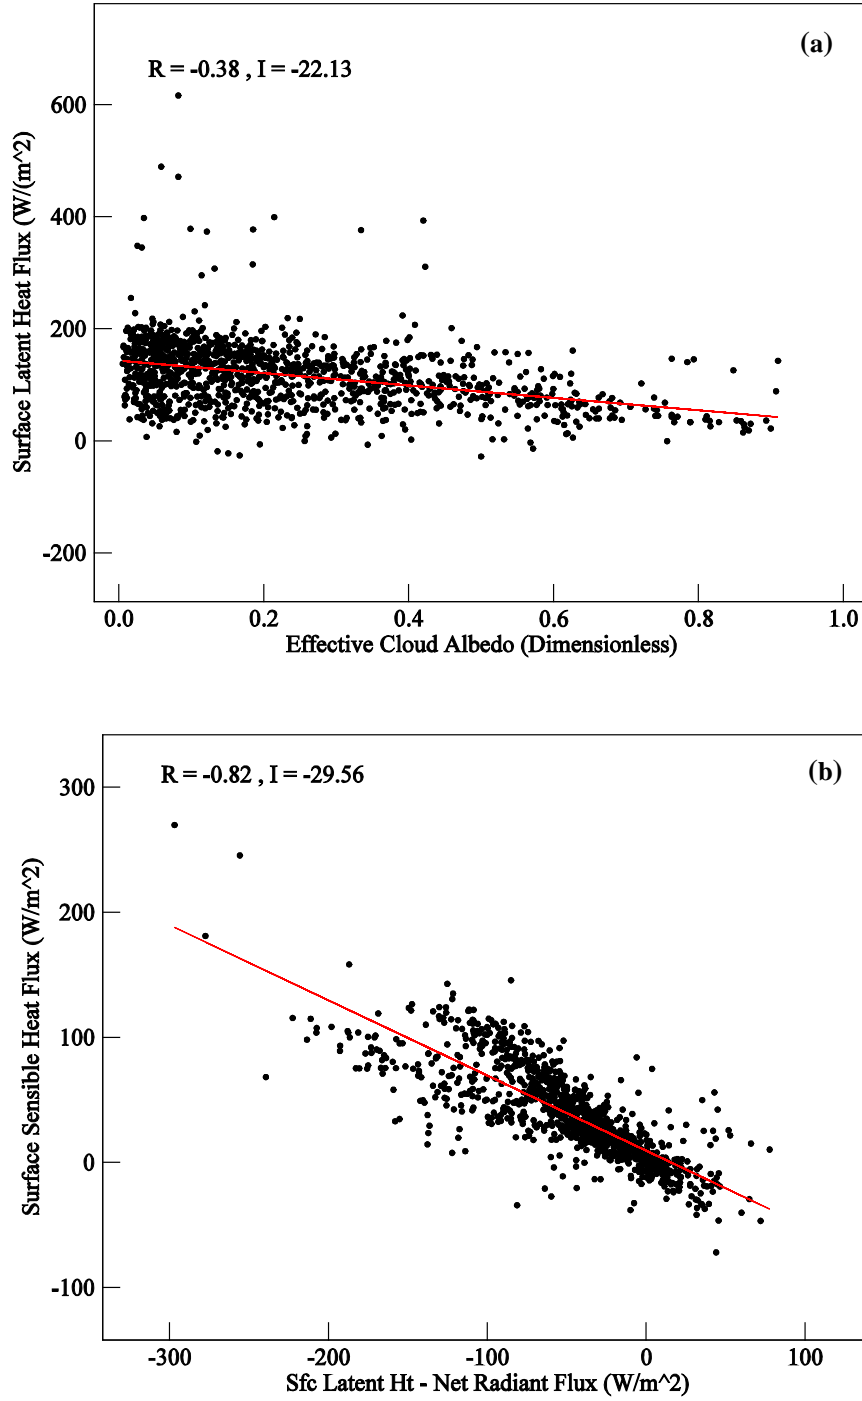 (a)
R = -0.38 , I = -22.13
600
400
200
0
-200
Surface Latent Heat Flux (W/(m^2)
0.0 0.2 0.4 0.6 0.8 1.0
Effective Cloud Albedo (Dimensionless)
(b)
R = -0.82 , I = -29.56
300
200
100
0
-100
Surface Sensible Heat Flux (W/m^2)
-300 -200 -100 0 100
Sfc Latent Ht - Net Radiant Flux (W/m^2)